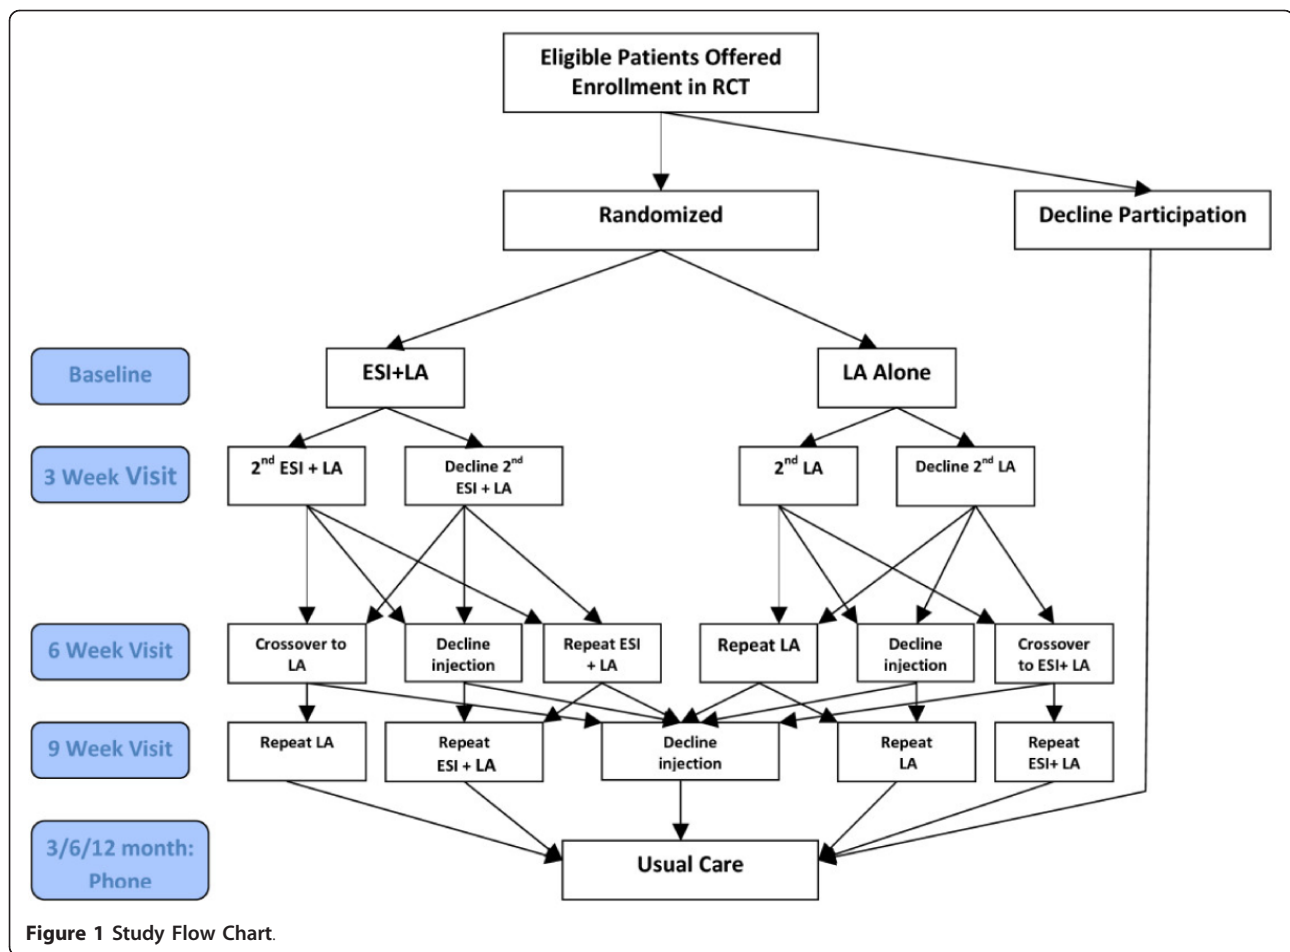 Eligible Patients Offered
Enrollment in RCT
Randomized
Decline Participation
Baseline
ESI+LA
LA Alone
3 Week Visit
2nd ESI + LA
Decline 2nd
ESI + LA
2nd LA
Decline 2nd LA
6 Week Visit
Crossover to
LA
Decline
injection
Repeat ESI
+ LA
Repeat LA
Decline
injection
Crossover
to ESI+ LA
9 Week Visit
Repeat LA
Repeat
ESI + LA
Decline
injection
Repeat
LA
Repeat
ESI+ LA
3/6/12 month:
Phone
Usual Care
Figure 1 Study Flow Chart.